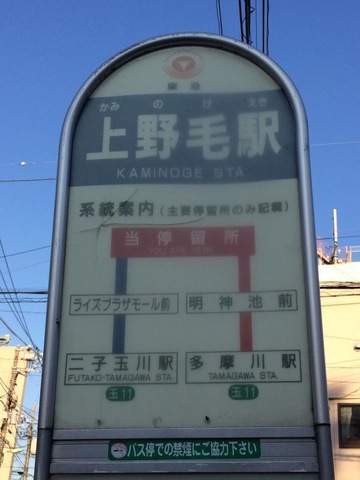 東急
かみ の げ えき
上野毛駅
KAMINOGE STA
系統案内(主要停留所のみ記載)
当停留所
YOU ARE HERE
ライズプラザモール前 明神池前
二子玉川駅 多摩川駅
FUTAKO-TAMAGAWA STA. TAMAGAWA STA.
玉11 玉11
バス停での禁煙にご協力下さい